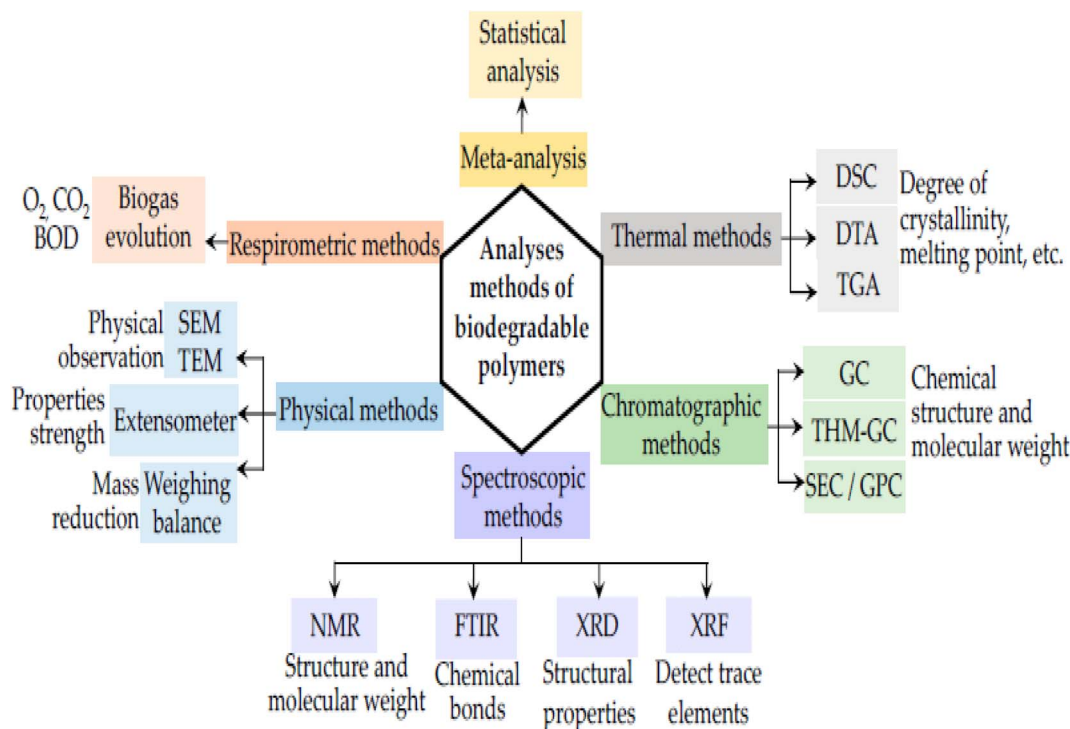 Statistical
analysis
Meta-analysis
O₂, CO₂
BOD
Biogas
evolution
Respirometric methods
Analyses
methods of
biodegradable
polymers
Thermal methods
DSC
DTA
TGA
Degree of
crystallinity,
melting point, etc.
Physical
observation
SEM
TEM
Properties
strength
Extensometer
Mass
reduction
Weighing
balance
Physical methods
Chromatographic
methods
GC
THM-GC
SEC / GPC
Chemical
structure and
molecular weight
Spectroscopic
methods
NMR
Structure and
molecular weight
FTIR
Chemical
bonds
XRD
Structural
properties
XRF
Detect trace
elements